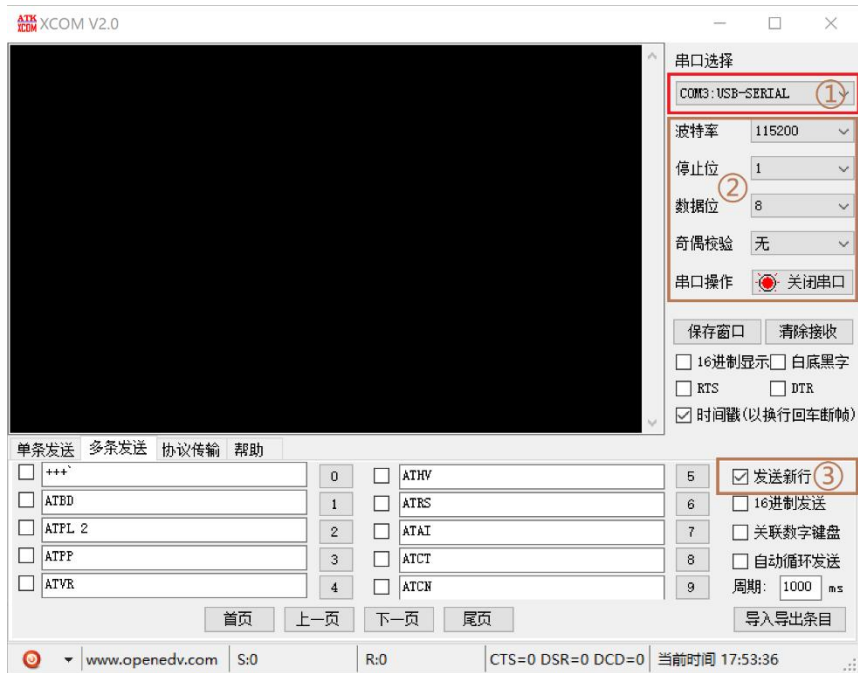 ATK XCOM XCOM V2.0
串口选择
COM3:USB-SERIAL ①
波特率 115200
停止位 1
②
数据位 8
奇偶校验 无
串口操作 关闭串口
保存窗口 清除接收
16进制显示 白底黑字
RTS DTR
时间戳(以换行回车断帧)
单条发送 多条发送 协议传输 帮助
+++` 0 ATHV 5 发送新行 ③
ATBD 1 ATRS 6 16进制发送
ATPL 2 2 ATAI 7 关联数字键盘
ATPP 3 ATCT 8 自动循环发送
ATVR 4 ATCN 9 周期: 1000 ms
首页 上一页 下一页 尾页 导入导出条目
www.openedv.com S:0 R:0 CTS=0 DSR=0 DCD=0 当前时间 17:53:36